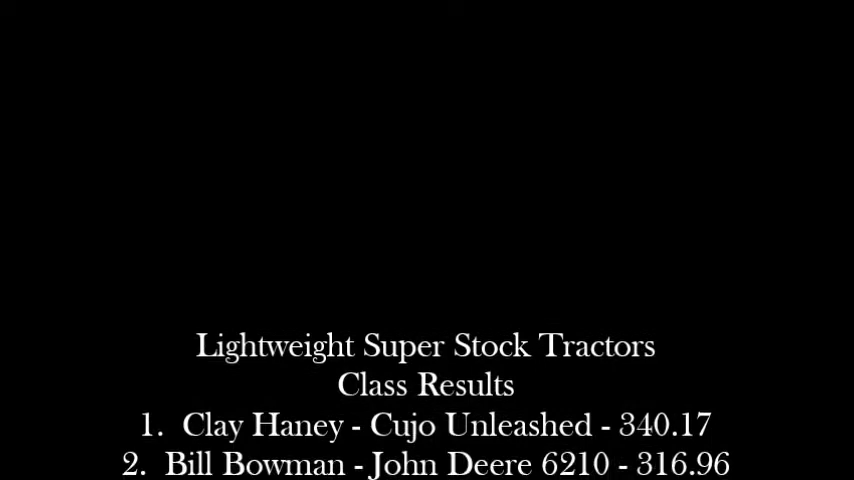 Lightweight Super Stock Tractors
Class Results
1. Clay Haney - Cujo Unleashed - 340.17
2. Bill Bowman - John Deere 6210 - 316.96